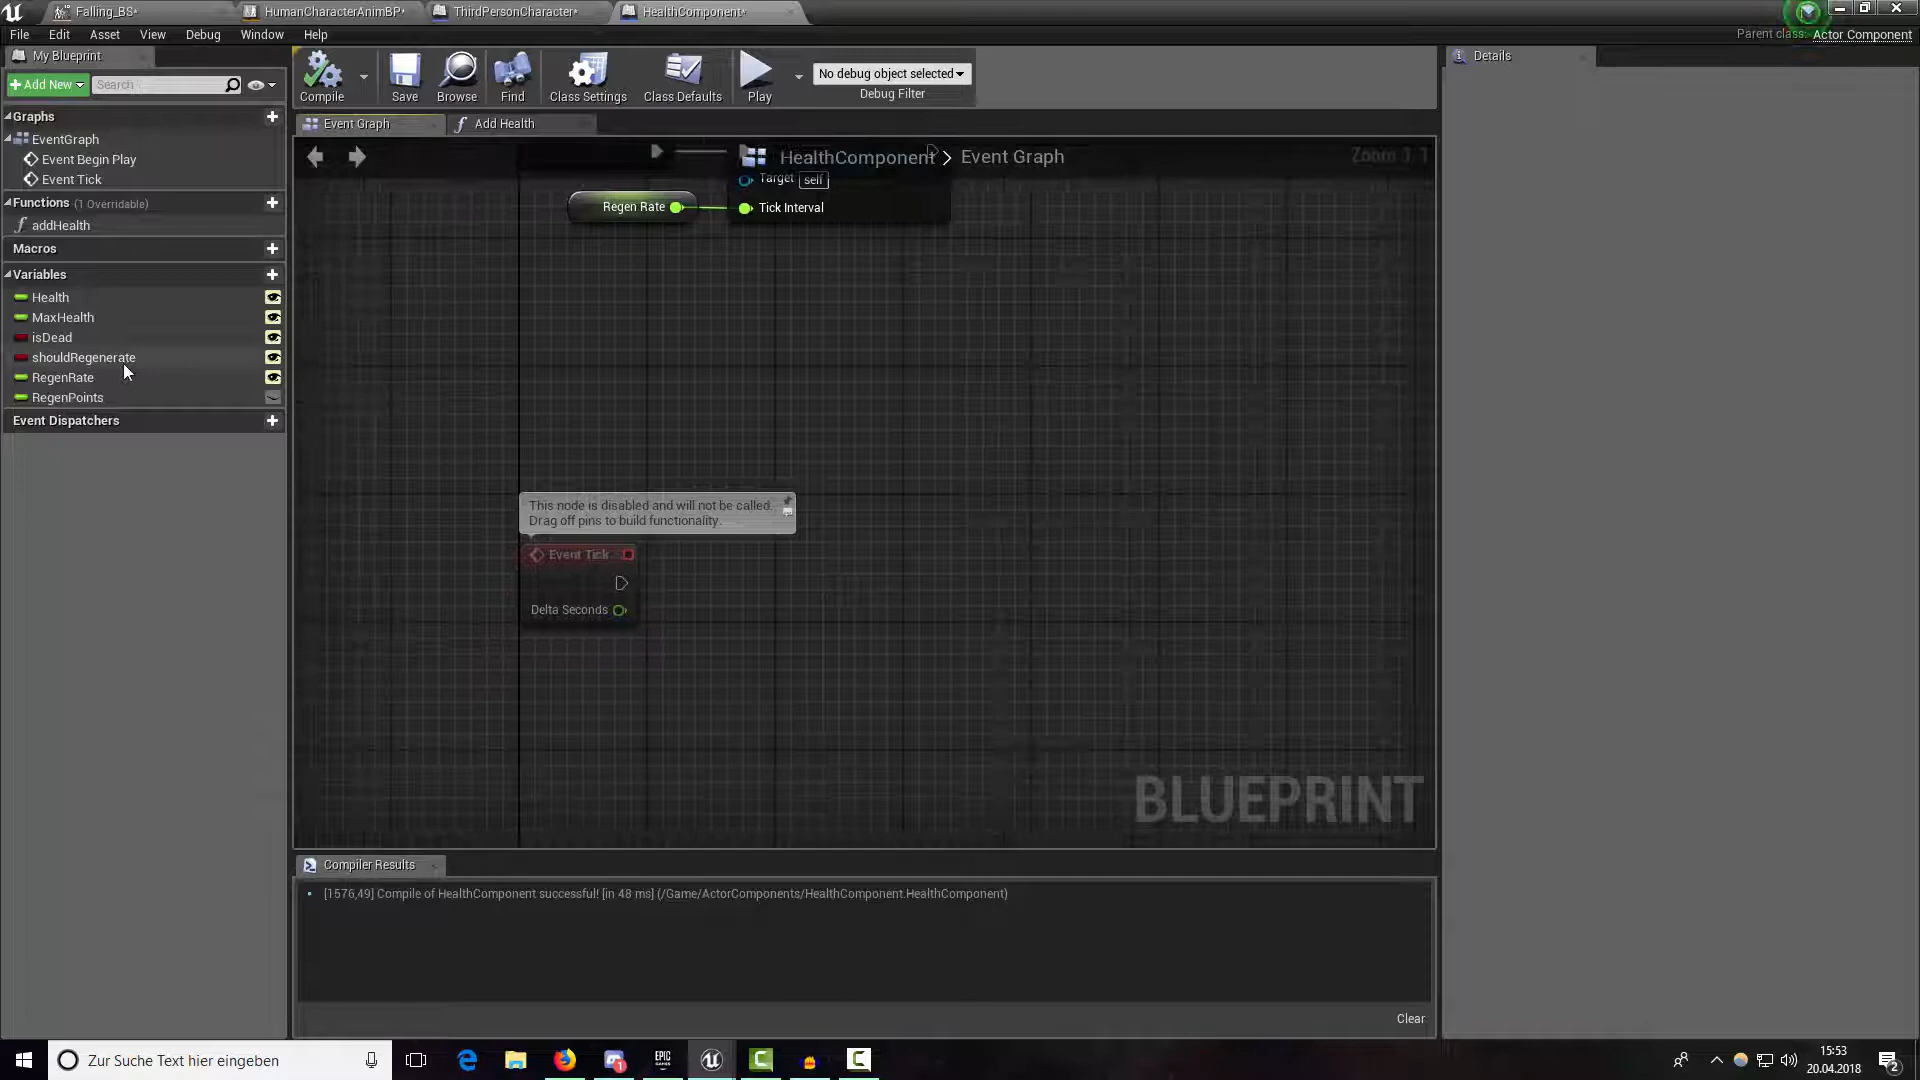 Falling_BS*
HumanCharacterAnimBP*
ThirdPersonCharacter*
HealthComponent*
File Edit Asset View Debug Window Help
Parent class: Actor Component
My Blueprint
Add New
Search
Compile
Save
Browse
Find
Class Settings
Class Defaults
Play
No debug object selected
Debug Filter
Details
Graphs
EventGraph
Event Begin Play
Event Tick
Functions (1 Overridable)
addHealth
Macros
Variables
Health
MaxHealth
isDead
shouldRegenerate
RegenRate
RegenPoints
Event Dispatchers
Event Graph
Add Health
HealthComponent > Event Graph
Zoom 1:1
Target self
Regen Rate
Tick Interval
This node is disabled and will not be called.
Drag off pins to build functionality.
Event Tick
Delta Seconds
BLUEPRINT
Compiler Results
[1576,49] Compile of HealthComponent successful! [in 48 ms] (/Game/ActorComponents/HealthComponent.HealthComponent)
Clear
Zur Suche Text hier eingeben
EPIC
GAMES
15:53
20.04.2018